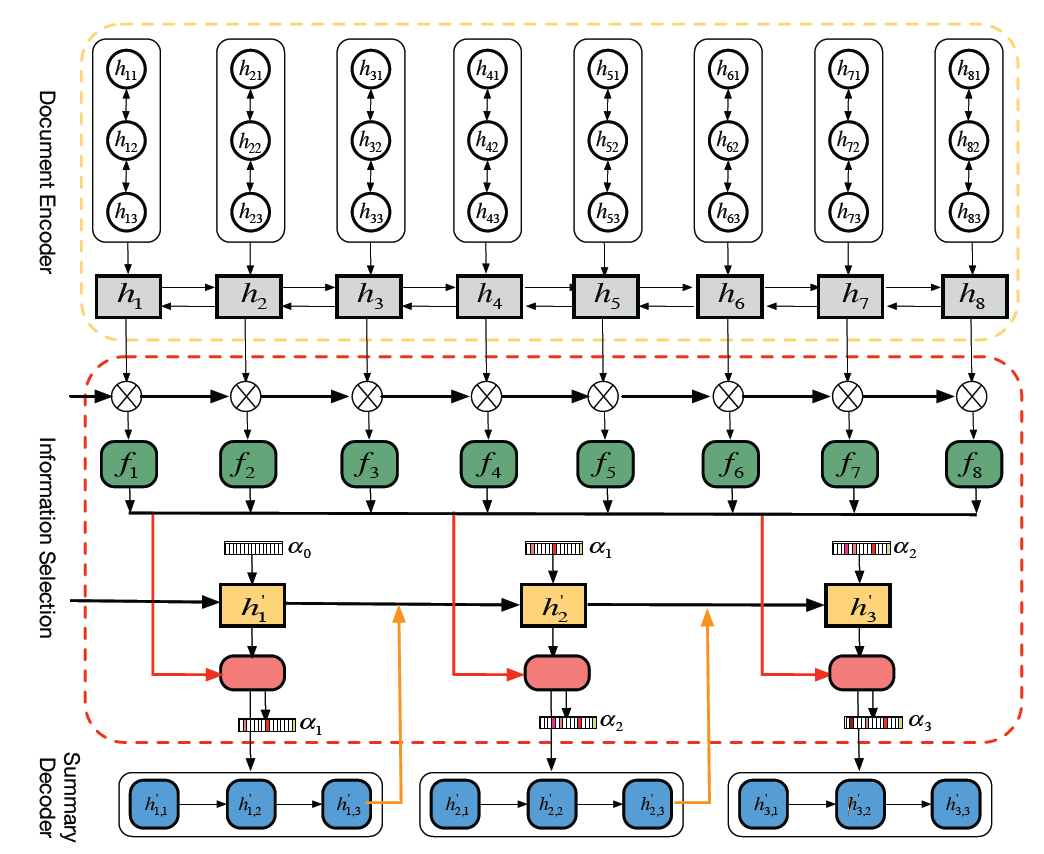 Document Encoder
h11 h21 h31 h41 h51 h61 h71 h81
h12 h22 h32 h42 h52 h62 h72 h82
h13 h23 h33 h43 h53 h63 h73 h83
h1 h2 h3 h4 h5 h6 h7 h8
Information Selection
f1 f2 f3 f4 f5 f6 f7 f8
α0 α1 α2
h'1 h'2 h'3
α1 α2 α3
Summary
Decoder
h'1,1 h'1,2 h'1,3 h'2,1 h'2,2 h'2,3 h'3,1 h'3,2 h'3,3